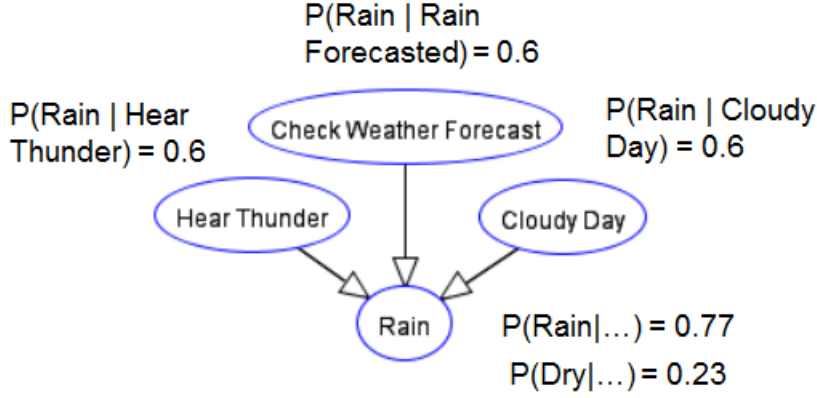 P(Rain | Rain
Forecasted) = 0.6
P(Rain | Hear
Thunder) = 0.6
Check Weather Forecast
P(Rain | Cloudy
Day) = 0.6
Hear Thunder
Cloudy Day
Rain
P(Rain|...) = 0.77
P(Dry|...) = 0.23